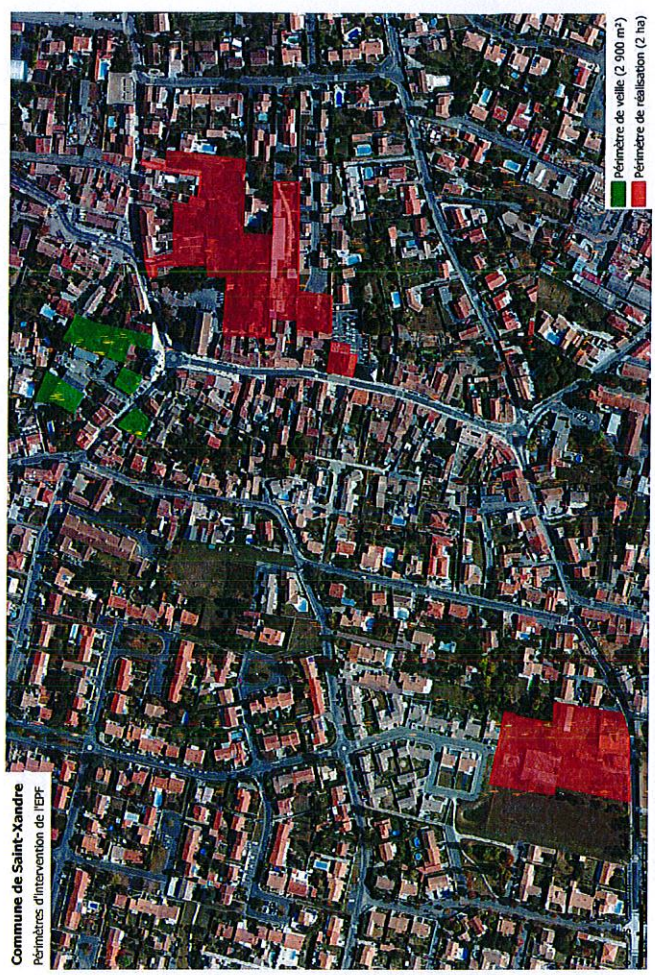 Commune de Saint-Xandre
Périmètres d'intervention de l'EPF
Périmètre de veille (2 900 m²)
Périmètre de réalisation (2 ha)